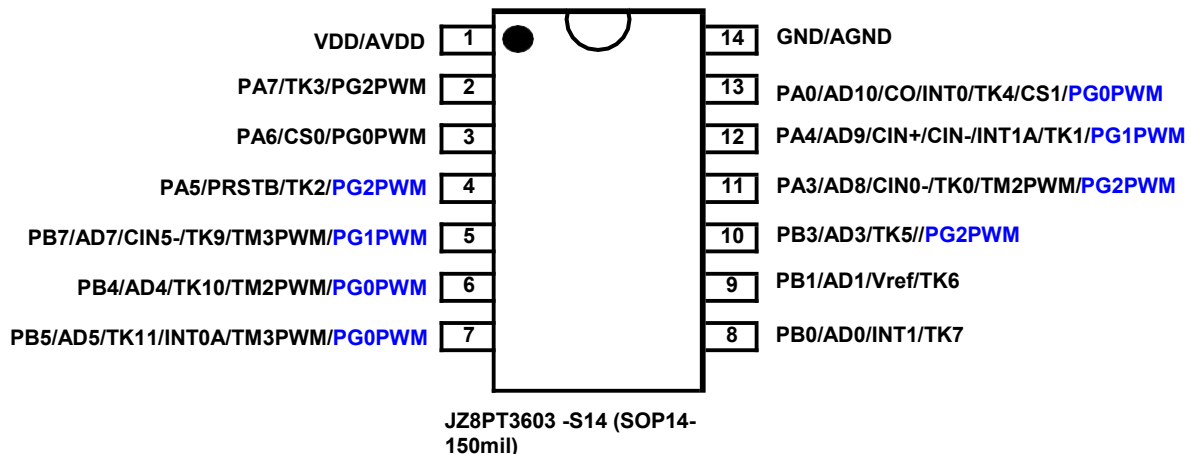 VDD/AVDD 1 14 GND/AGND
PA7/TK3/PG2PWM 2 13 PA0/AD10/CO/INT0/TK4/CS1/PG0PWM
PA6/CS0/PG0PWM 3 12 PA4/AD9/CIN+/CIN-/INT1A/TK1/PG1PWM
PA5/PRSTB/TK2/PG2PWM 4 11 PA3/AD8/CIN0-/TK0/TM2PWM/PG2PWM
PB7/AD7/CIN5-/TK9/TM3PWM/PG1PWM 5 10 PB3/AD3/TK5//PG2PWM
PB4/AD4/TK10/TM2PWM/PG0PWM 6 9 PB1/AD1/Vref/TK6
PB5/AD5/TK11/INT0A/TM3PWM/PG0PWM 7 8 PB0/AD0/INT1/TK7
JZ8PT3603 -S14 (SOP14-
150mil)